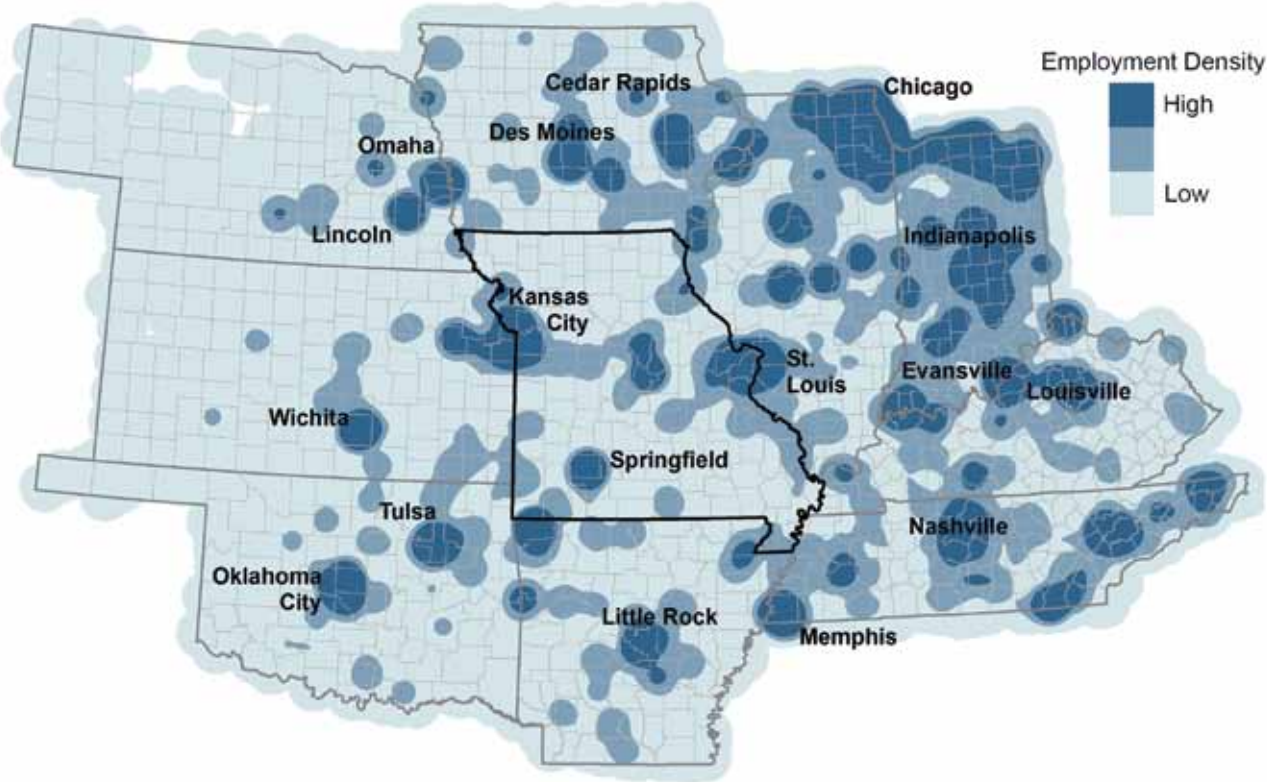 Employment Density
High
Low
Chicago
Cedar Rapids
Des Moines
Omaha
Lincoln
Indianapolis
Kansas
City
St.
Louis
Evansville
Louisville
Wichita
Springfield
Tulsa
Nashville
Oklahoma
City
Little Rock
Memphis